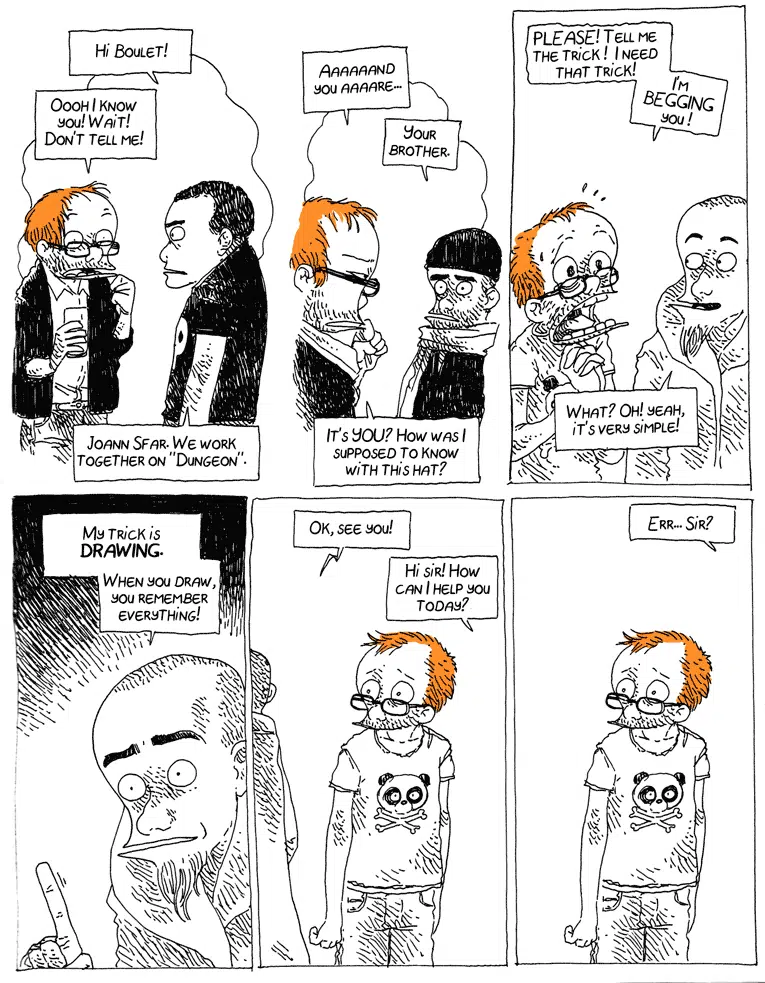 HI BOULET!
OOOH I KNOW
YOU! WAIT!
DON'T TELL ME!
JOANN SFAR. WE WORK
TOGETHER ON "DUNGEON".
AAAAAAND
YOU AAAARE...
YOUR
BROTHER.
IT'S YOU? HOW WAS I
SUPPOSED TO KNOW
WITH THIS HAT?
PLEASE! TELL ME
THE TRICK! I NEED
THAT TRICK!
I'M
BEGGING
YOU!
WHAT? OH! YEAH,
IT'S VERY SIMPLE!
MY TRICK IS
DRAWING.
WHEN YOU DRAW,
YOU REMEMBER
EVERYTHING!
OK, SEE YOU!
HI SIR! HOW
CAN I HELP YOU
TODAY?
ERR... SIR?